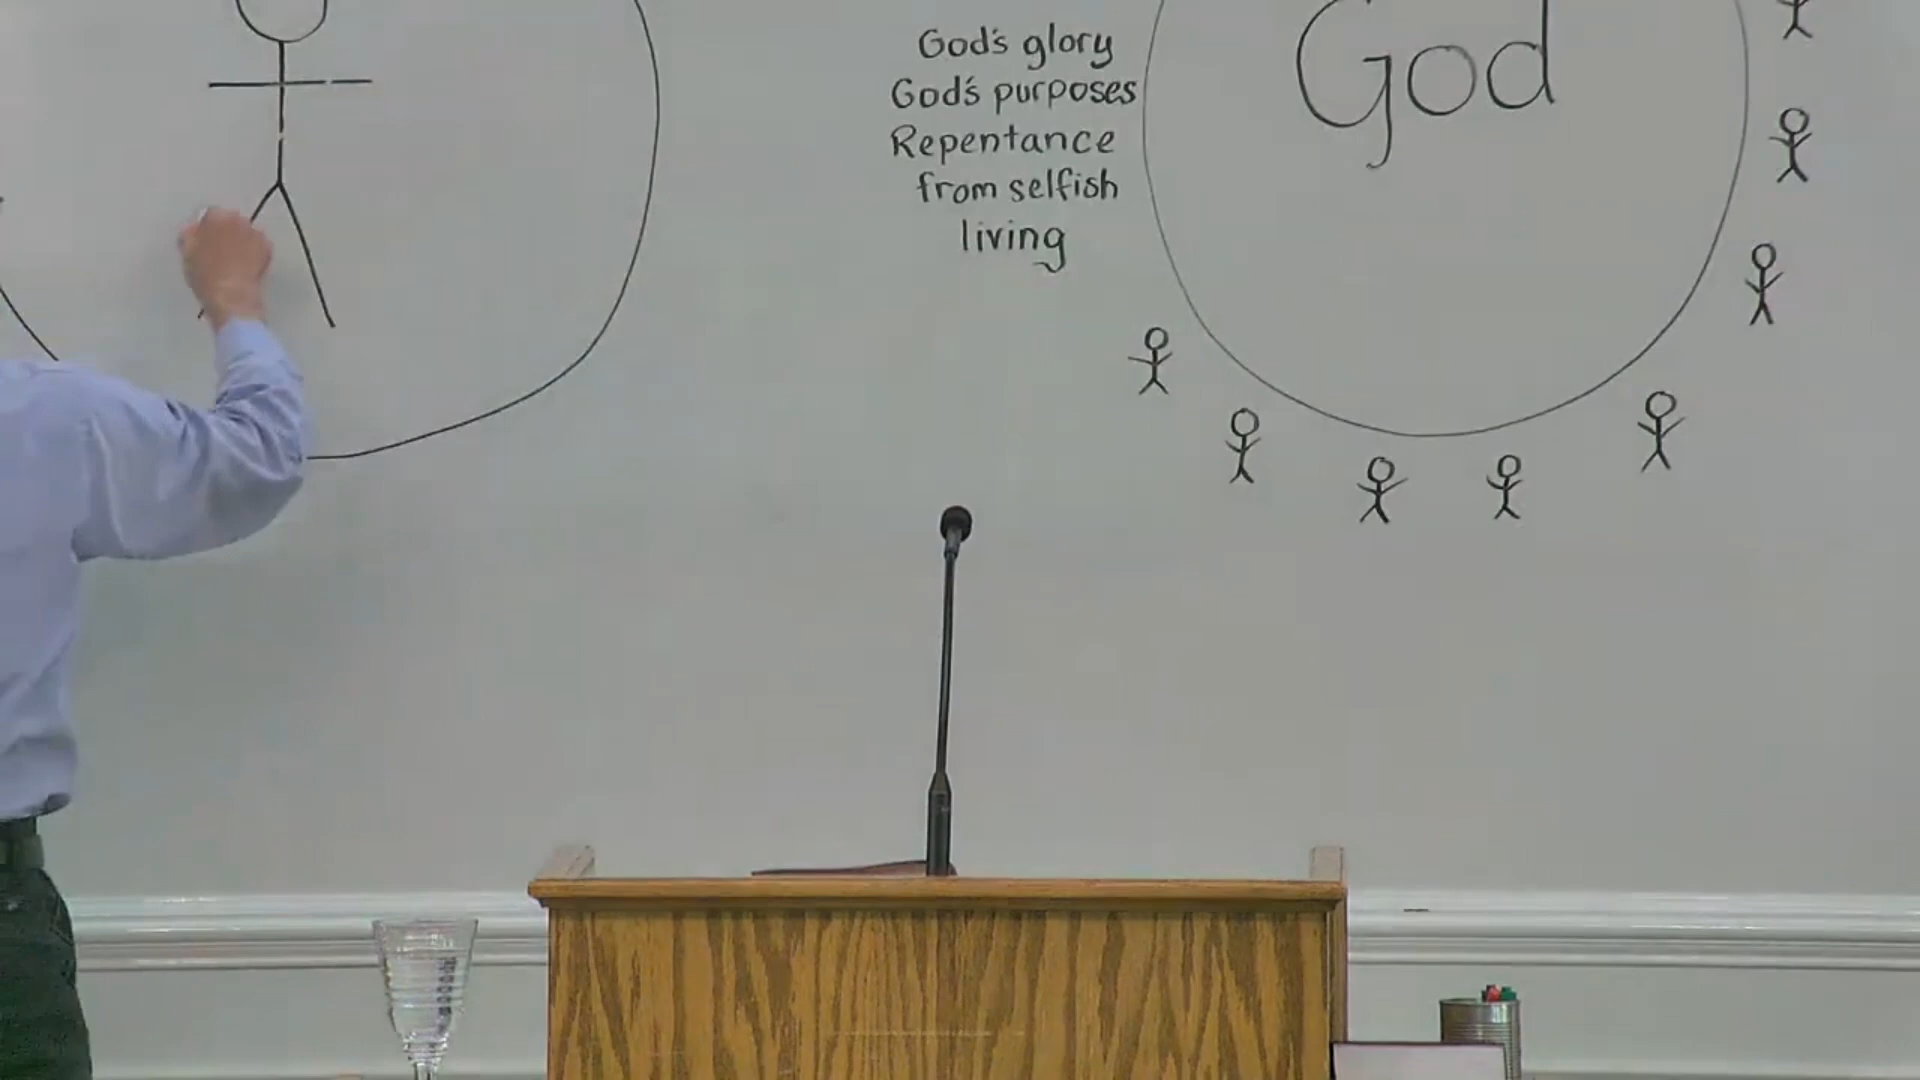 God's glory
God's purposes
Repentance
from selfish
living
God